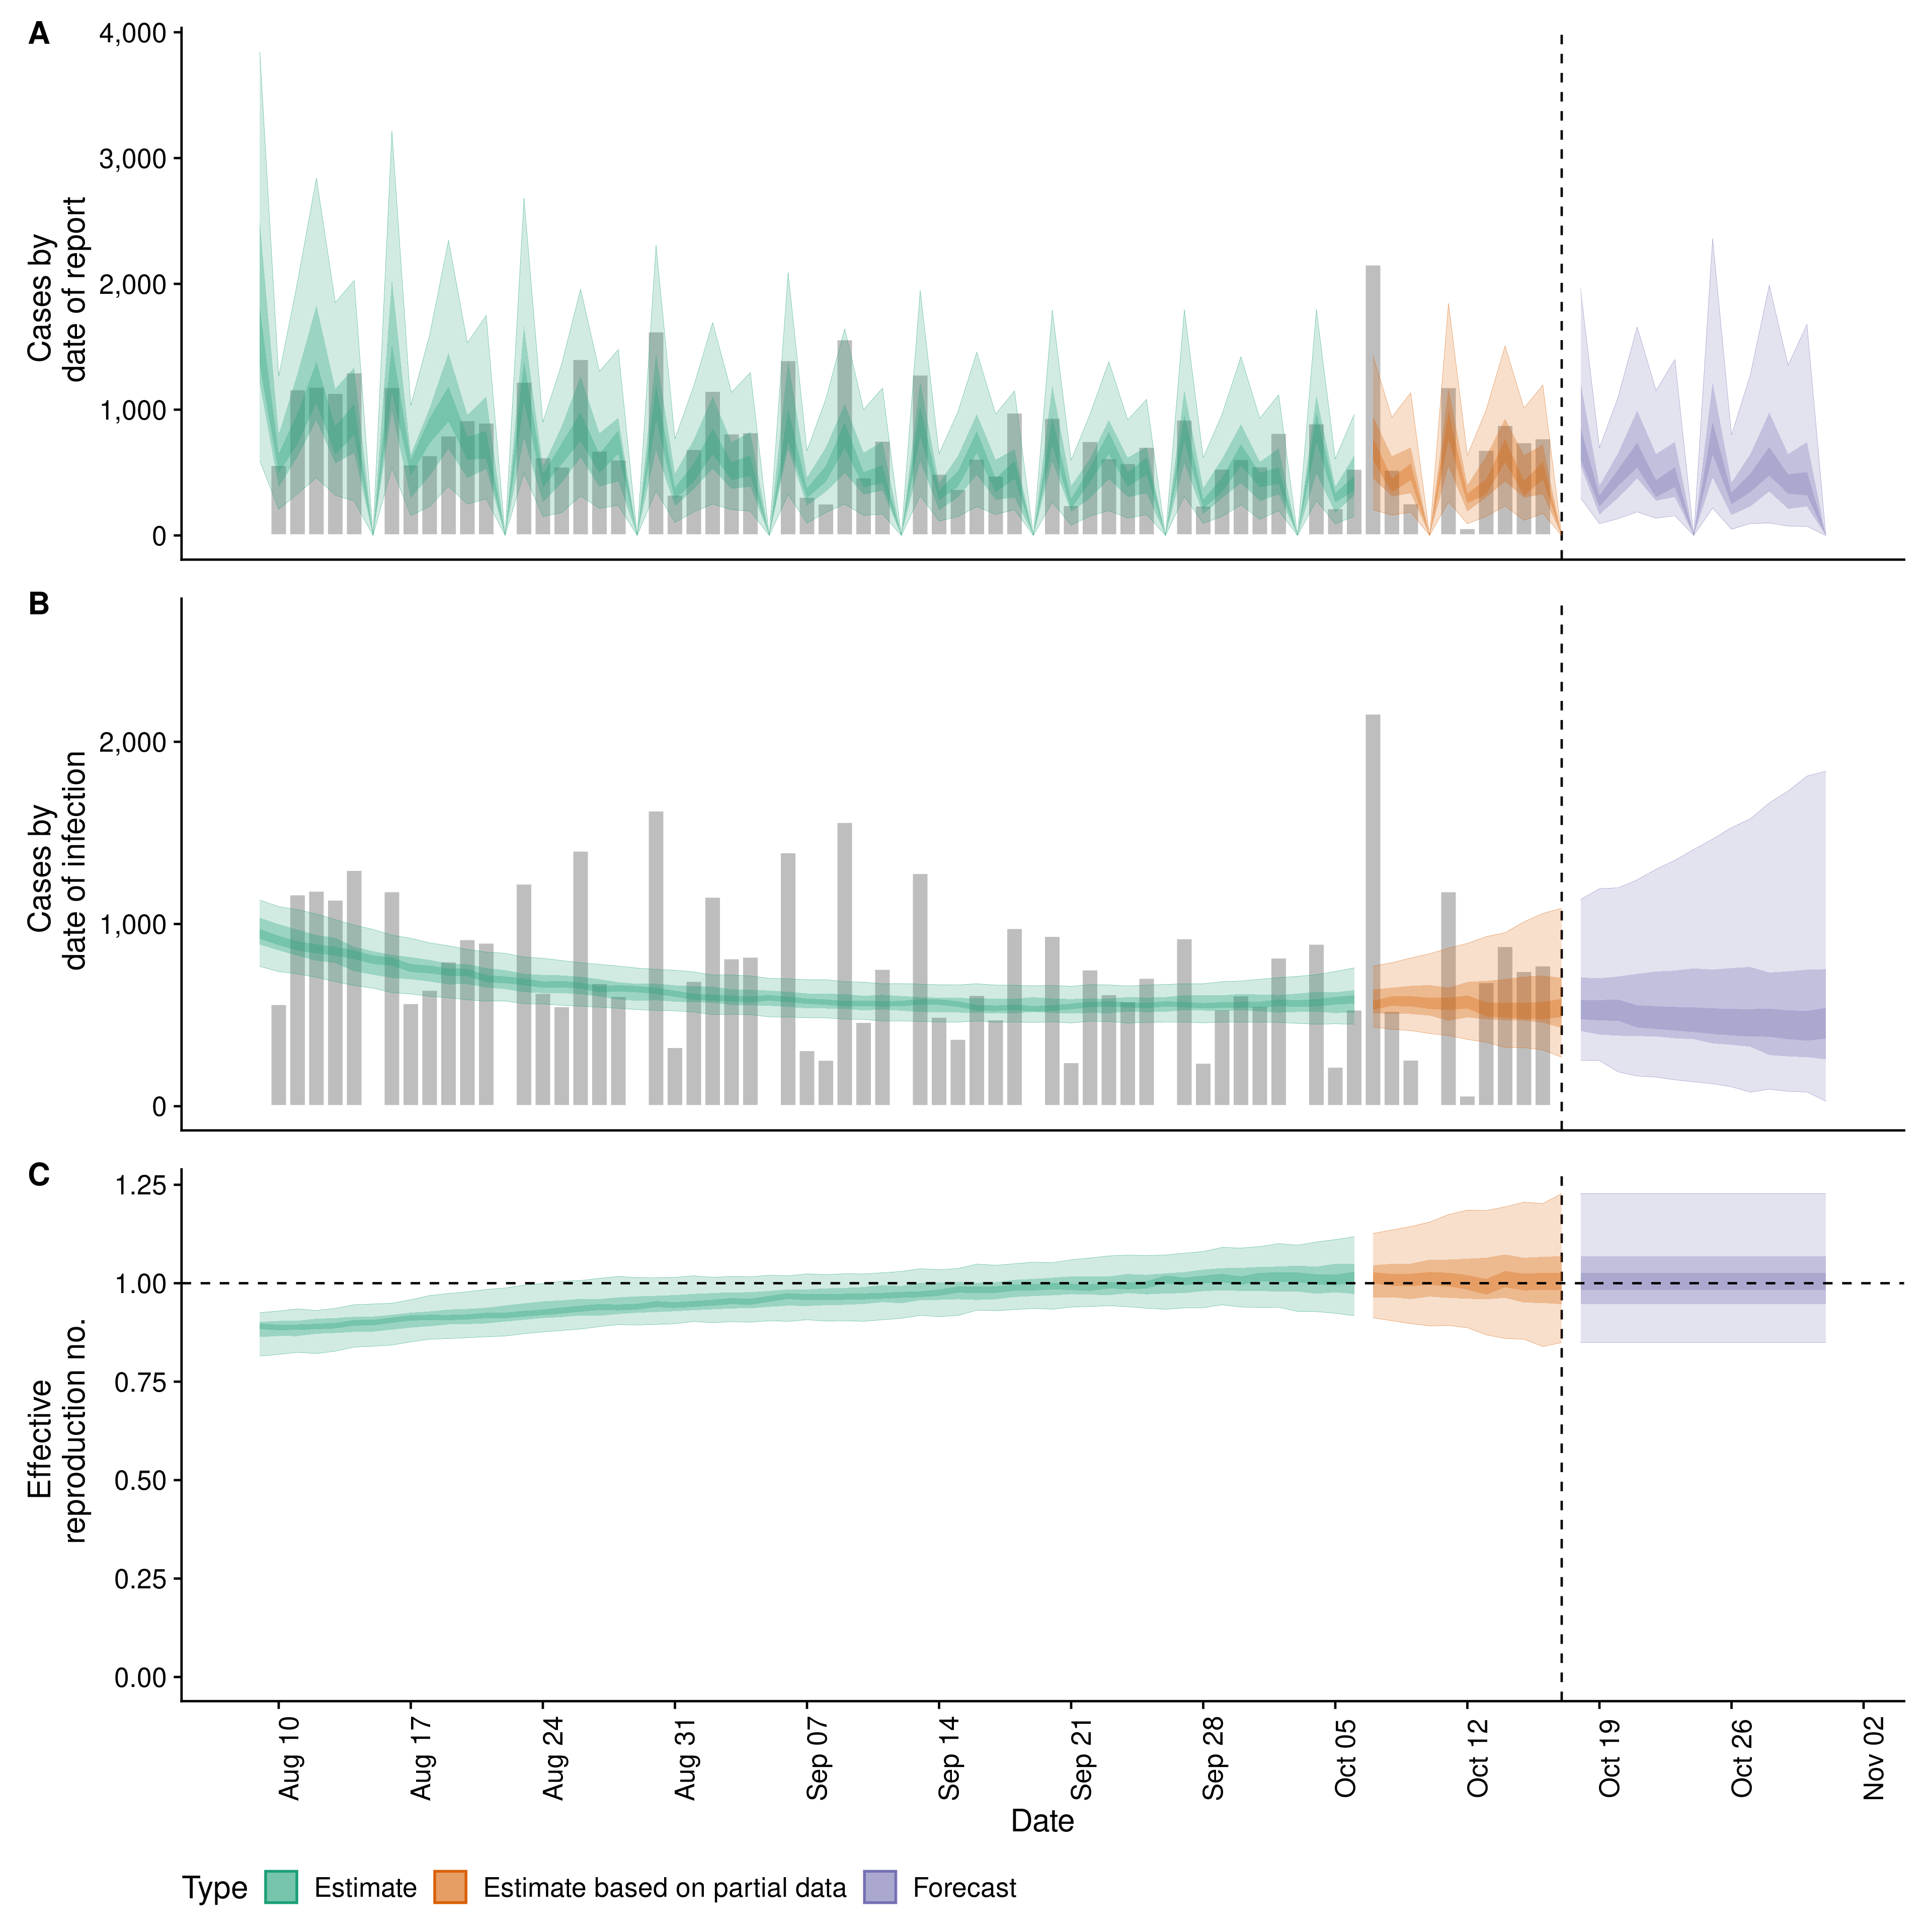 A
4,000
3,000
2,000
1,000
0
Cases by
date of report
B
2,000
1,000
0
Cases by
date of infection
C
1.25
1.00
0.75
0.50
0.25
0.00
Effective
reproduction no.
Aug 10
Aug 17
Aug 24
Aug 31
Sep 07
Sep 14
Sep 21
Sep 28
Oct 05
Oct 12
Oct 19
Oct 26
Nov 02
Date
Type Estimate Estimate based on partial data Forecast